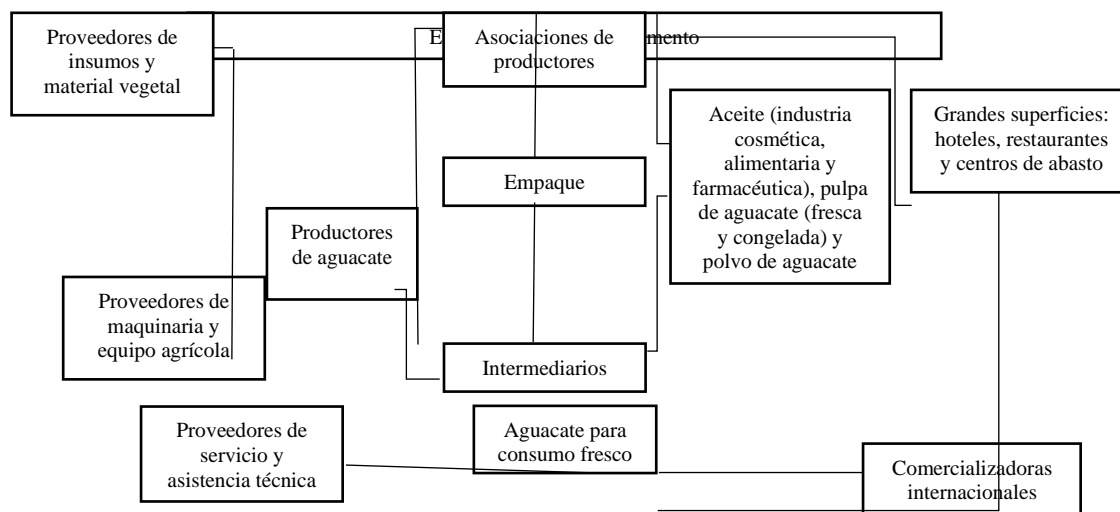 Proveedores de
insumos y
material vegetal
Asociaciones de
productores
Aceite (industria
cosmética,
alimentaria y
farmacéutica), pulpa
de aguacate (fresca
y congelada) y
polvo de aguacate
Grandes superficies:
hoteles, restaurantes
y centros de abasto
Empaque
Productores
de aguacate
Proveedores de
maquinaria y
equipo agrícola
Intermediarios
Proveedores de
servicio y
asistencia técnica
Aguacate para
consumo fresco
Comercializadoras
internacionales